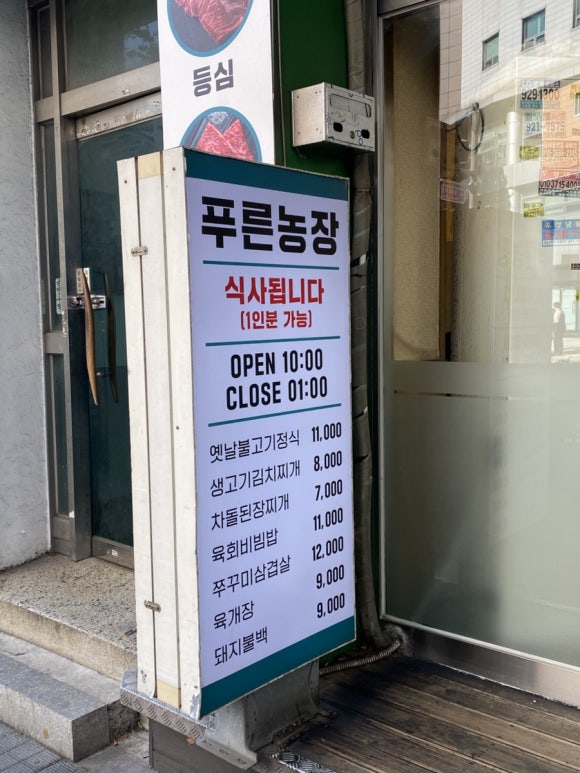 등심
푸른농장
식사됩니다
(1인분 가능)
OPEN 10:00
CLOSE 01:00
옛날불고기정식 11,000
생고기김치찌개 8,000
차돌된장찌개 7,000
육회비빔밥 11,000
쭈꾸미삼겹살 12,000
육개장 9,000
돼지불백 9,000
9291300
921-7575